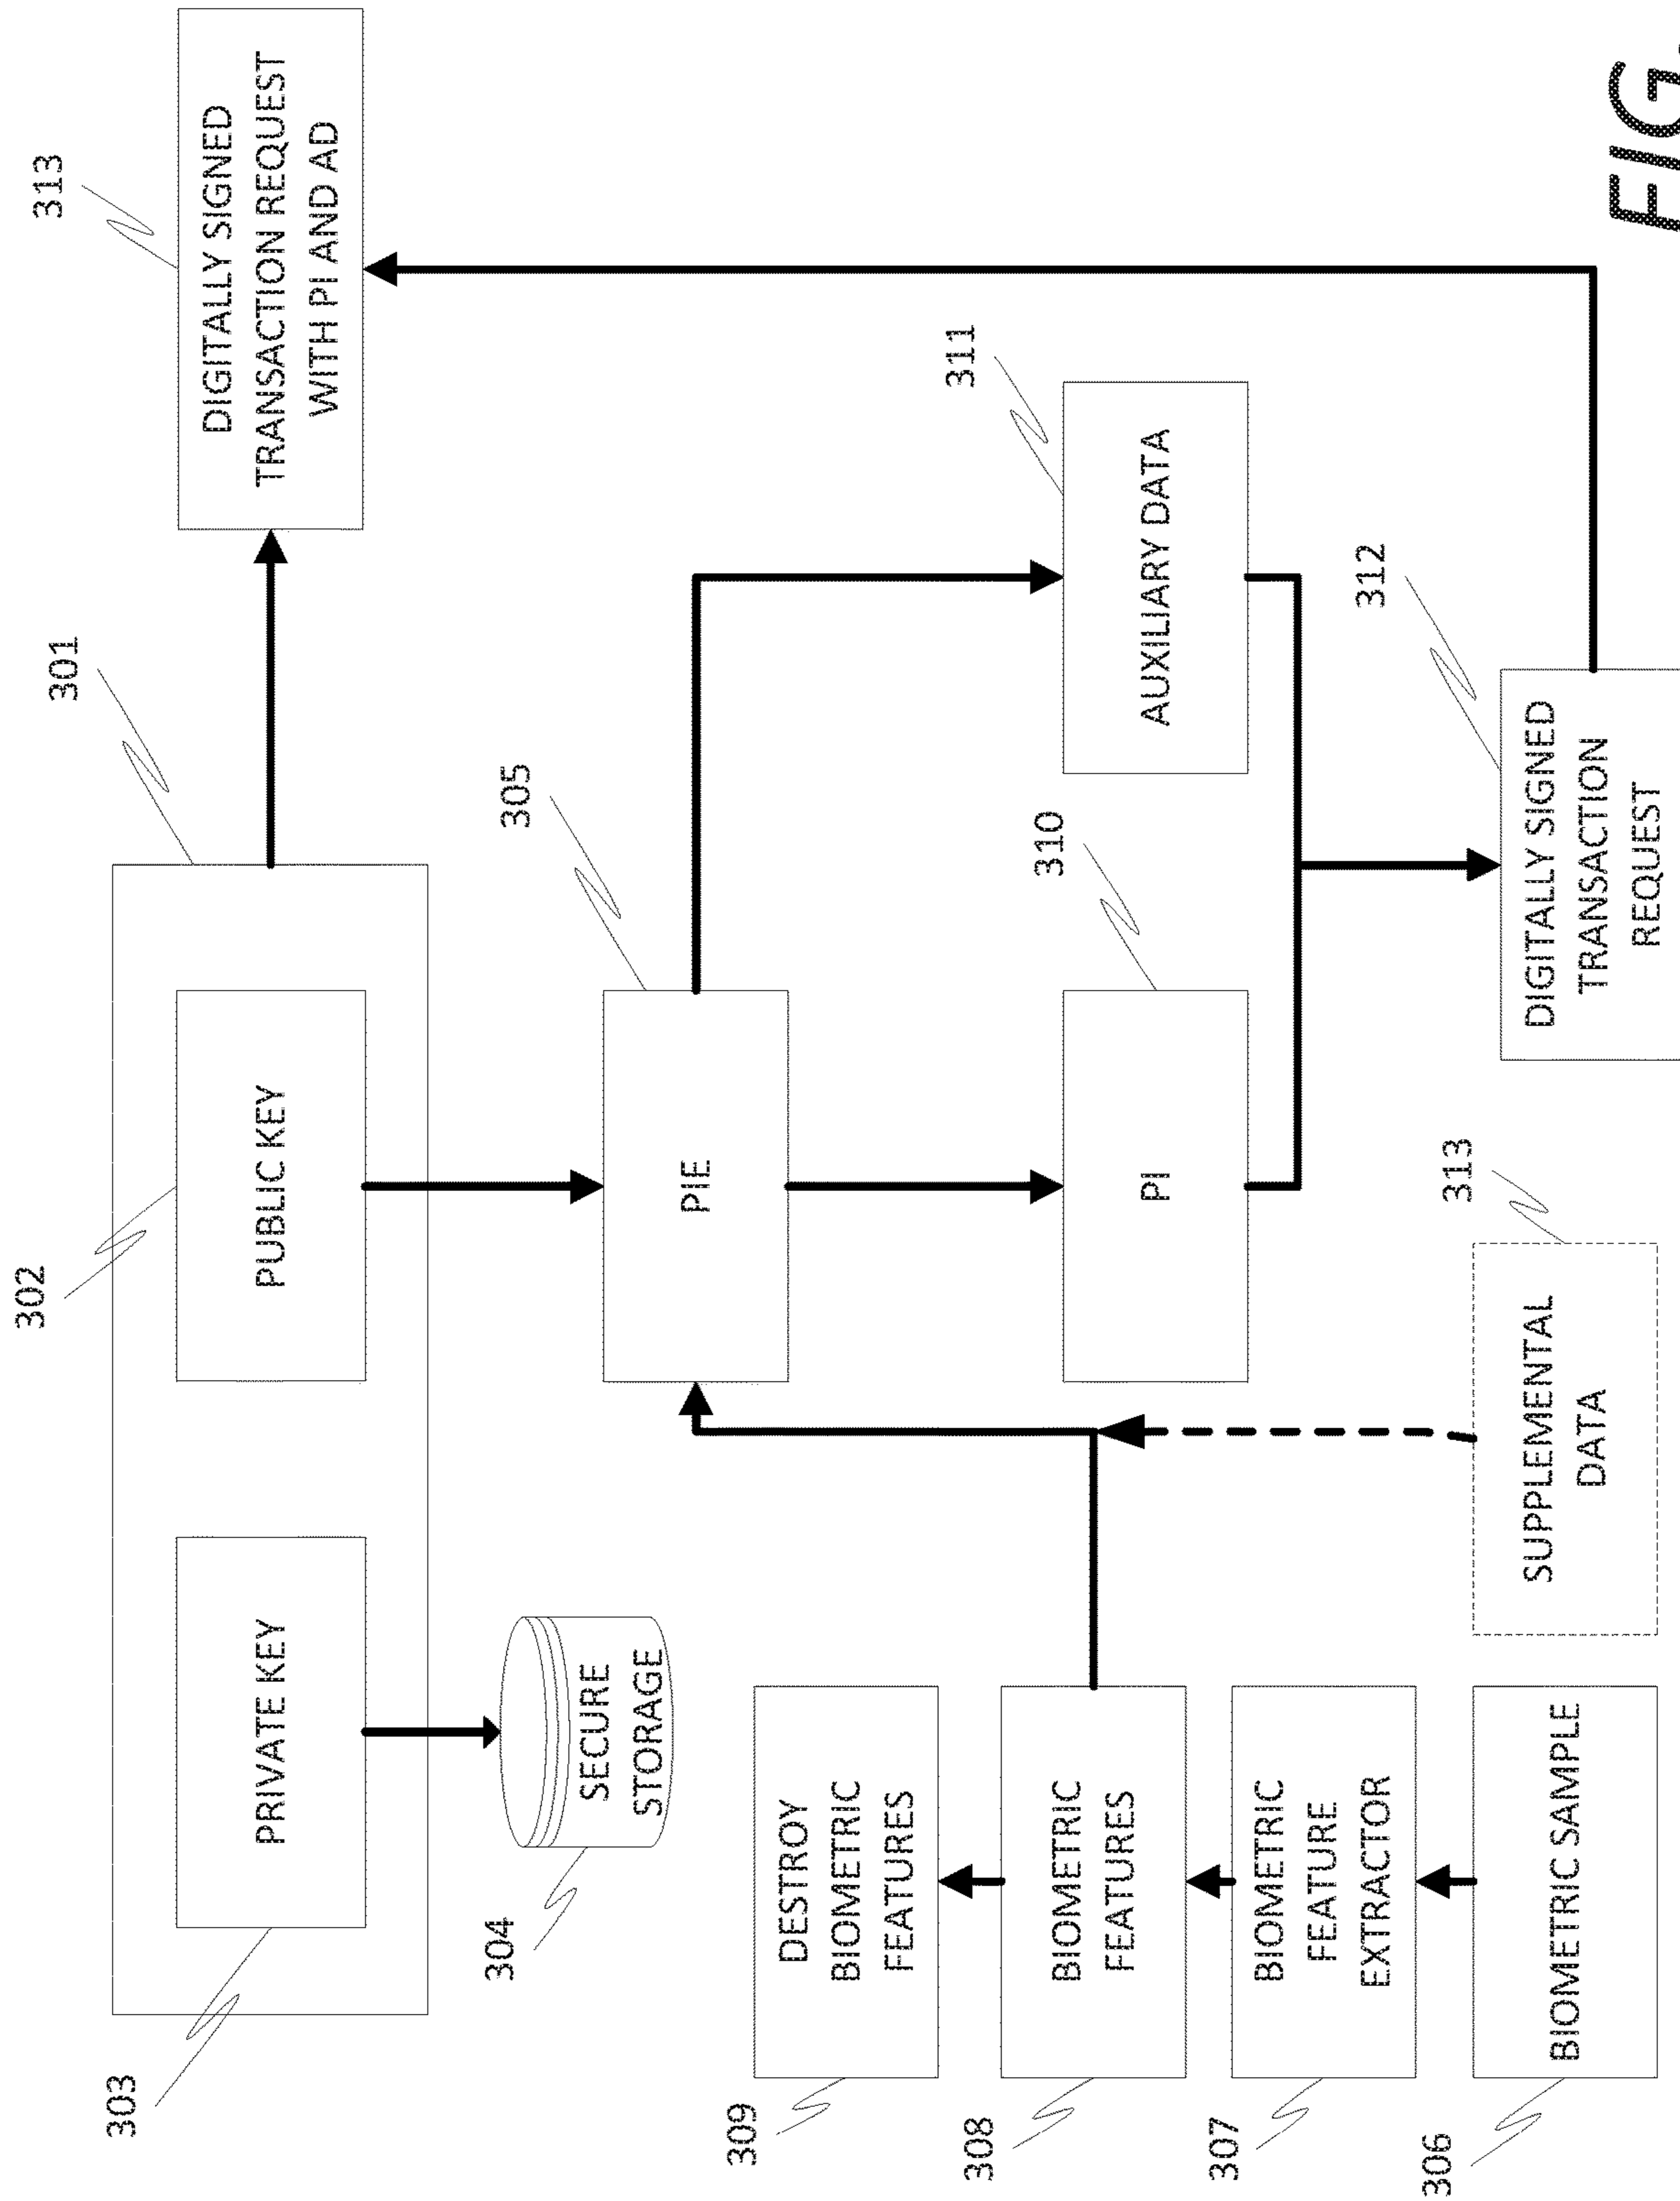 303
PRIVATE KEY
302
PUBLIC KEY
301
313
DIGITALLY SIGNED
TRANSACTION REQUEST
WITH PI AND AD
304
SECURE
STORAGE
305
PIE
309
DESTROY
BIOMETRIC
FEATURES
308
BIOMETRIC
FEATURES
307
BIOMETRIC
FEATURE
EXTRACTOR
306
BIOMETRIC SAMPLE
310
PI
311
AUXILIARY DATA
313
SUPPLEMENTAL
DATA
312
DIGITALLY SIGNED
TRANSACTION
REQUEST
FIG.